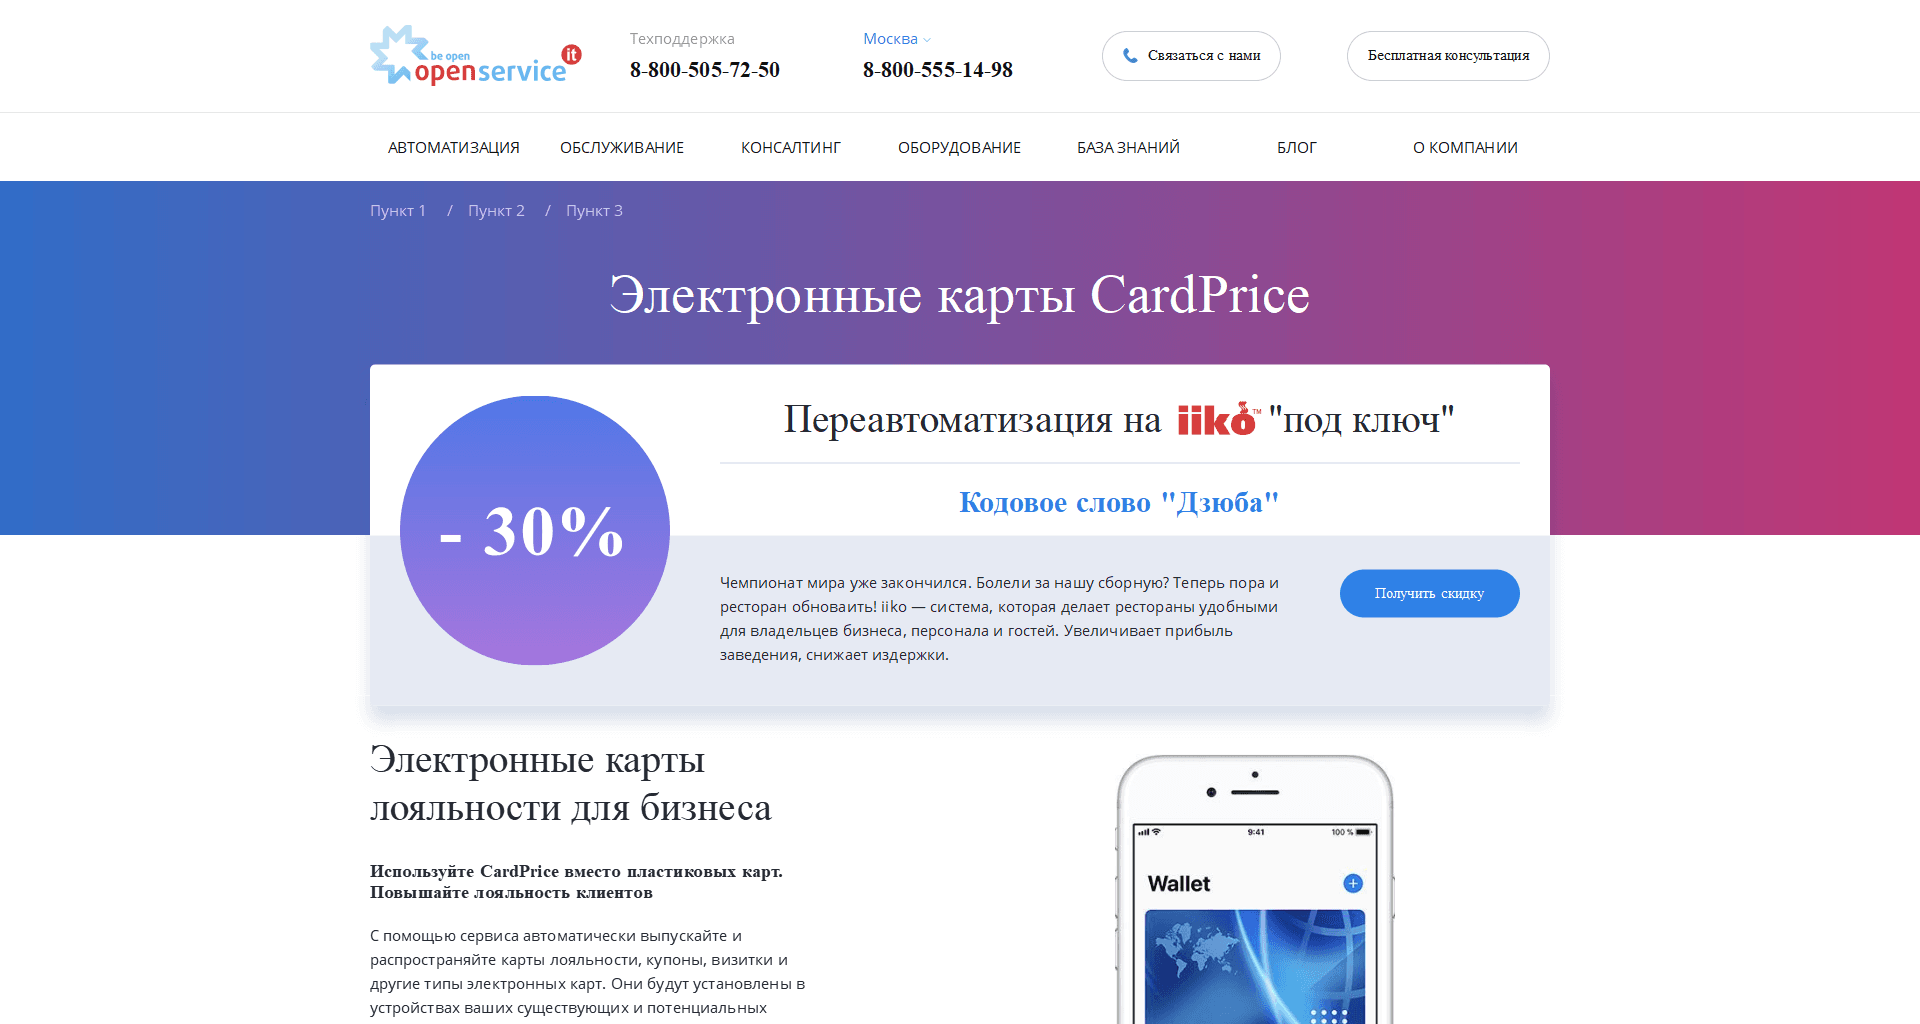 be open
openservice it
Техподдержка
8-800-505-72-50
Москва
8-800-555-14-98
Связаться с нами
Бесплатная консультация
АВТОМАТИЗАЦИЯ ОБСЛУЖИВАНИЕ КОНСАЛТИНГ ОБОРУДОВАНИЕ БАЗА ЗНАНИЙ БЛОГ О КОМПАНИИ
Пункт 1 / Пункт 2 / Пункт 3
Электронные карты CardPrice
- 30%
Переавтоматизация на iiko™ "под ключ"
Кодовое слово "Дзюба"
Чемпионат мира уже закончился. Болели за нашу сборную? Теперь пора и
ресторан обноваить! iiko — система, которая делает рестораны удобными
для владельцев бизнеса, персонала и гостей. Увеличивает прибыль
заведения, снижает издержки.
Получить скидку
Электронные карты
лояльности для бизнеса
Используйте CardPrice вместо пластиковых карт.
Повышайте лояльность клиентов
С помощью сервиса автоматически выпускайте и
распространяйте карты лояльности, купоны, визитки и
другие типы электронных карт. Они будут установлены в
устройствах ваших существующих и потенциальных
9:41 100 %
Wallet